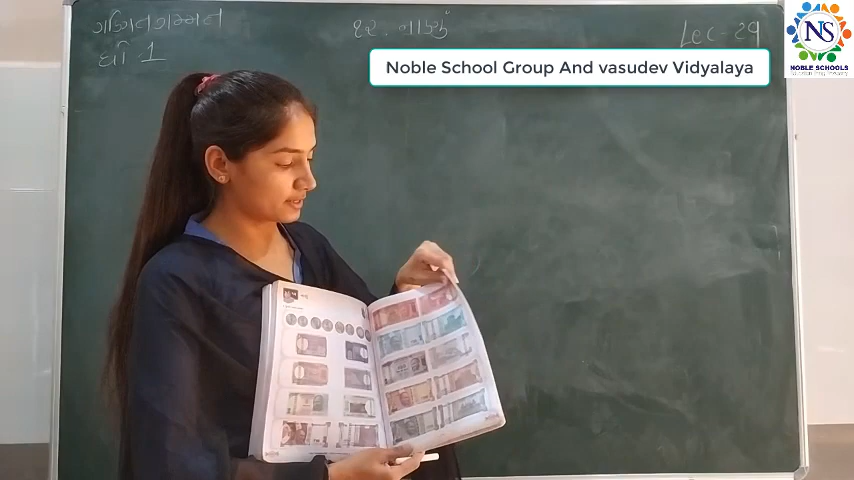 ગણિતગમ્મત
ધો 1
૧૨. નાણું
Lec-29
Noble School Group And vasudev Vidyalaya
NS
NOBLE SCHOOLS